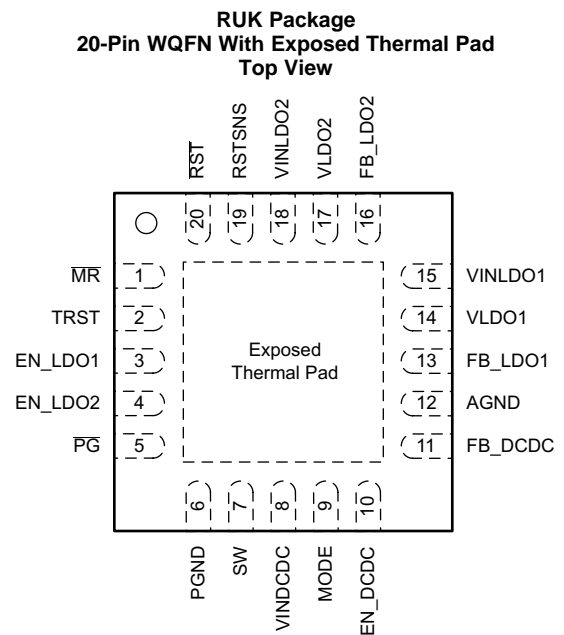 RUK Package
20-Pin WQFN With Exposed Thermal Pad
Top View
RST
RSTSNS
VINLDO2
VLDO2
FB_LDO2
20
19
18
17
16
MR
1
15
VINLDO1
TRST
2
14
VLDO1
EN_LDO1
3
Exposed
Thermal Pad
13
FB_LDO1
EN_LDO2
4
12
AGND
PG
5
11
FB_DCDC
6
7
8
9
10
PGND
SW
VINDCDC
MODE
EN_DCDC